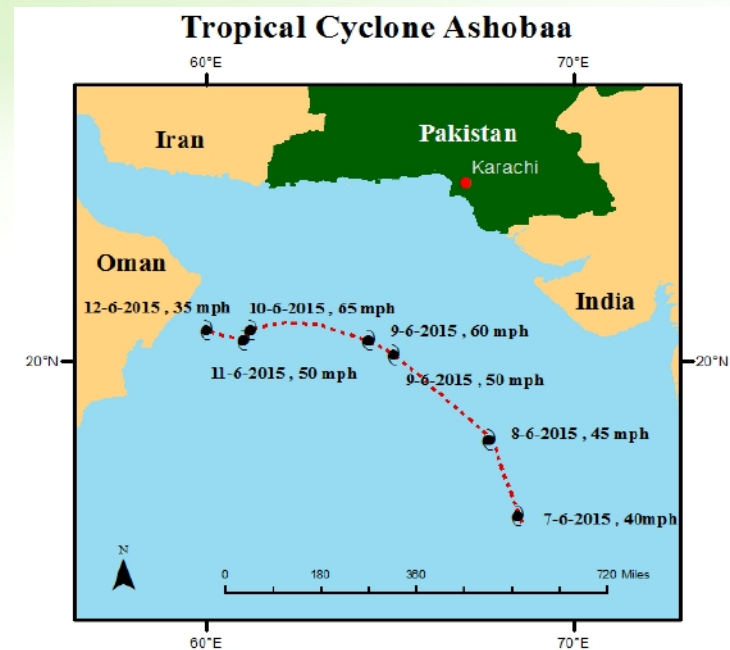 Tropical Cyclone Ashobaa
60°E
70°E
Iran
Pakistan
Karachi
Oman
India
12-6-2015 , 35 mph
10-6-2015 , 65 mph
9-6-2015 , 60 mph
20°N
20°N
11-6-2015 , 50 mph
9-6-2015 , 50 mph
8-6-2015 , 45 mph
7-6-2015 , 40mph
N
0 180 360 720 Miles
60°E
70°E